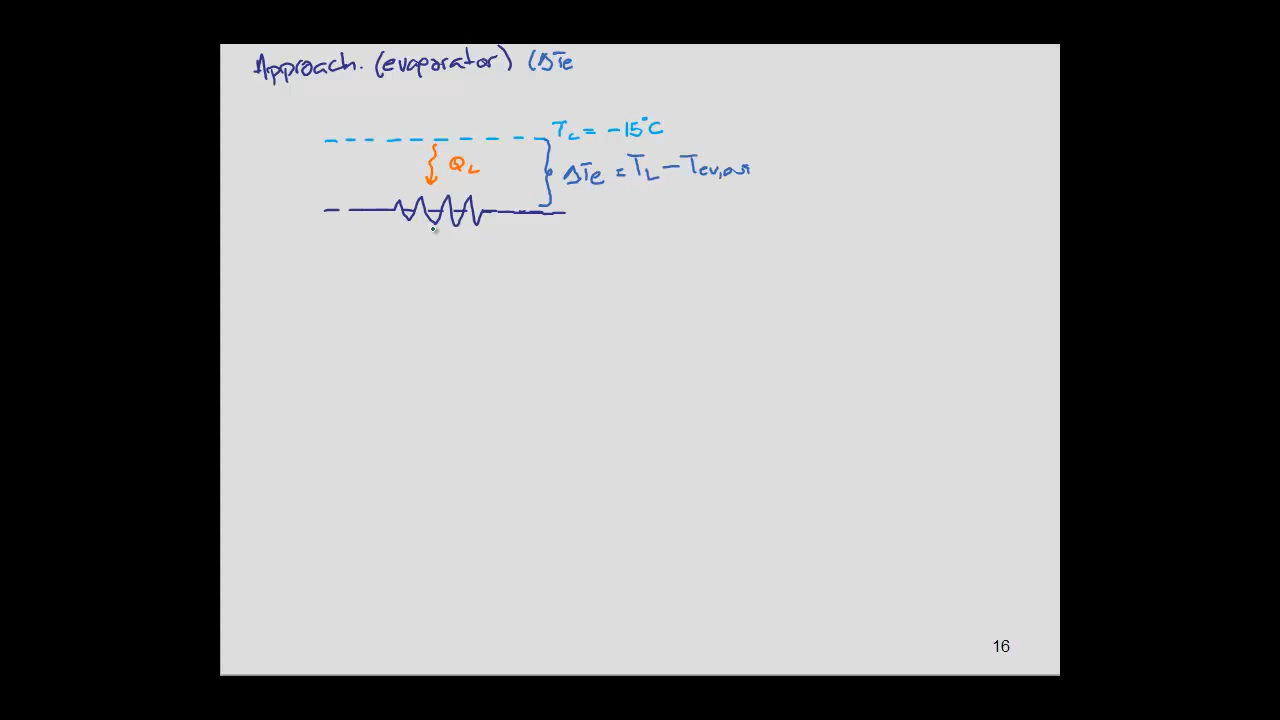 Approach. (evaporator) (ΔTe
TL = -15°C
QL
ΔTe = TL - Tev,out
16